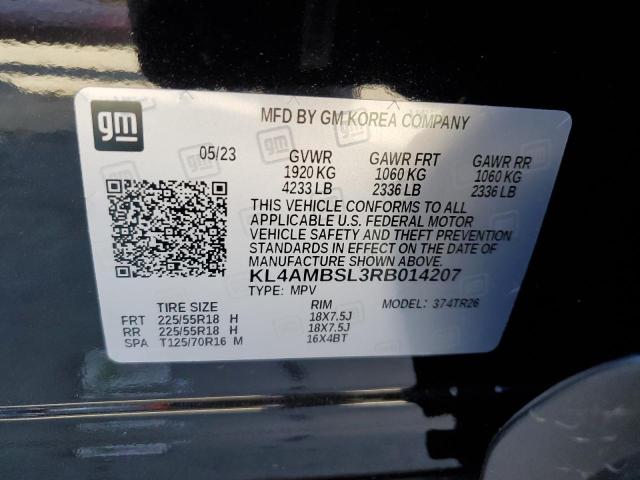 gm
MFD BY GM KOREA COMPANY
05/23 GVWR GAWR FRT GAWR RR
1920 KG 1060 KG 1060 KG
4233 LB 2336 LB 2336 LB
THIS VEHICLE CONFORMS TO ALL
APPLICABLE U.S. FEDERAL MOTOR
VEHICLE SAFETY AND THEFT PREVENTION
STANDARDS IN EFFECT ON THE DATE OF
MANUFACTURE SHOWN ABOVE.
KL4AMBSL3RB014207
TYPE: MPV MODEL: 374TR26
TIRE SIZE RIM
FRT 225/55R18 H 18X7.5J
RR 225/55R18 H 18X7.5J
SPA T125/70R16 M 16X4BT